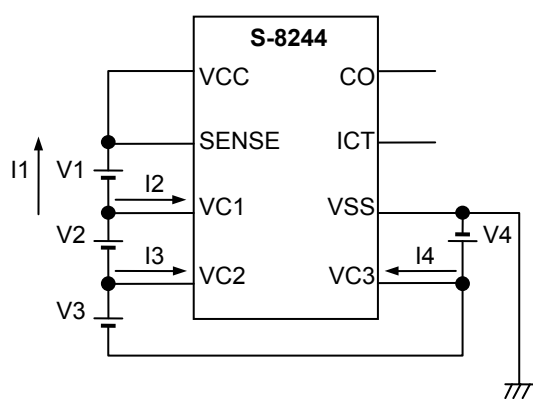 S-8244
VCC CO
SENSE ICT
I1 V1 I2
VC1 VSS
V2 V4
I3 I4
VC2 VC3
V3